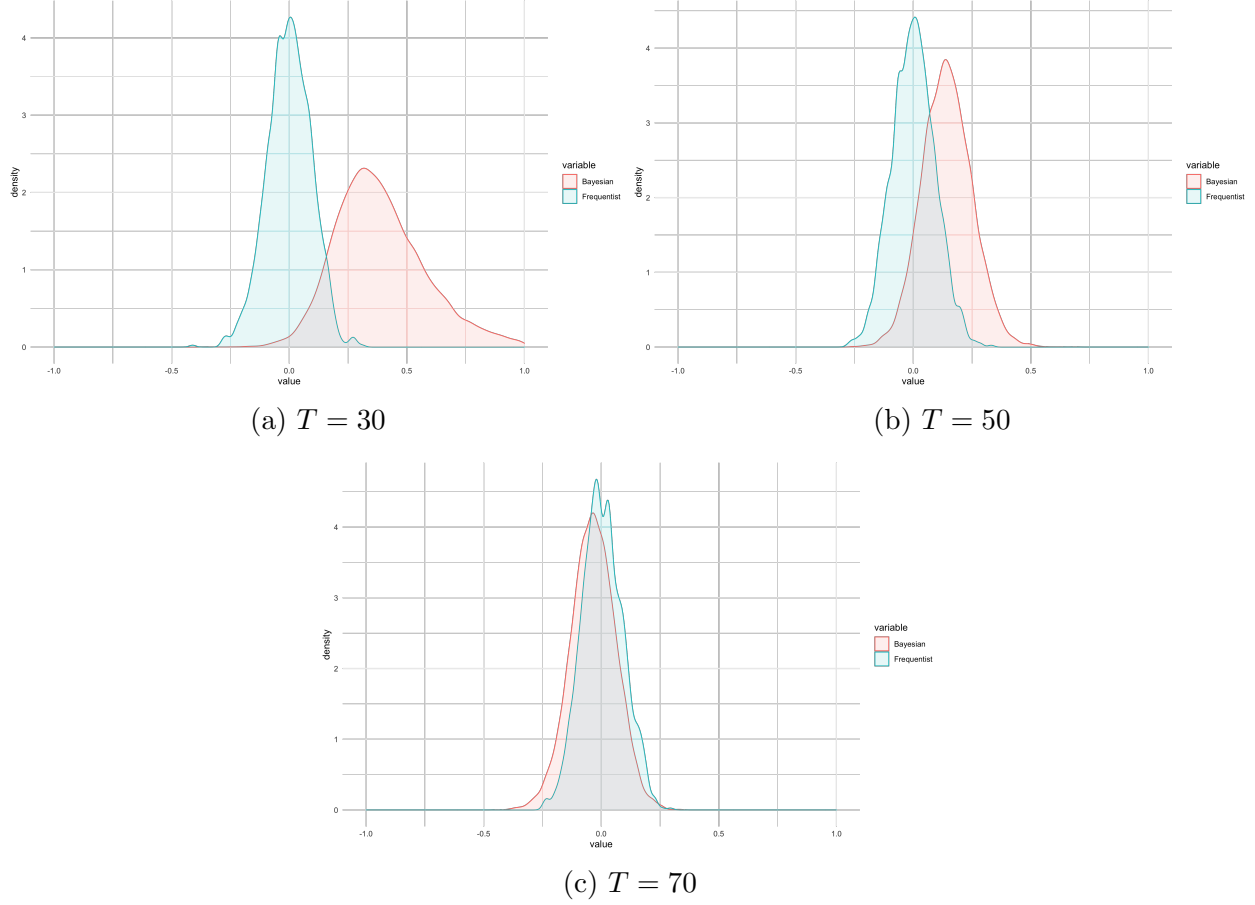 density
4
3
2
1
0
-1.0 -0.5 0.0 0.5 1.0
value
variable
Bayesian
Frequentist
(a) T = 30
density
4
3
2
1
0
-1.0 -0.5 0.0 0.5 1.0
value
variable
Bayesian
Frequentist
(b) T = 50
density
4
3
2
1
0
-1.0 -0.5 0.0 0.5 1.0
value
variable
Bayesian
Frequentist
(c) T = 70